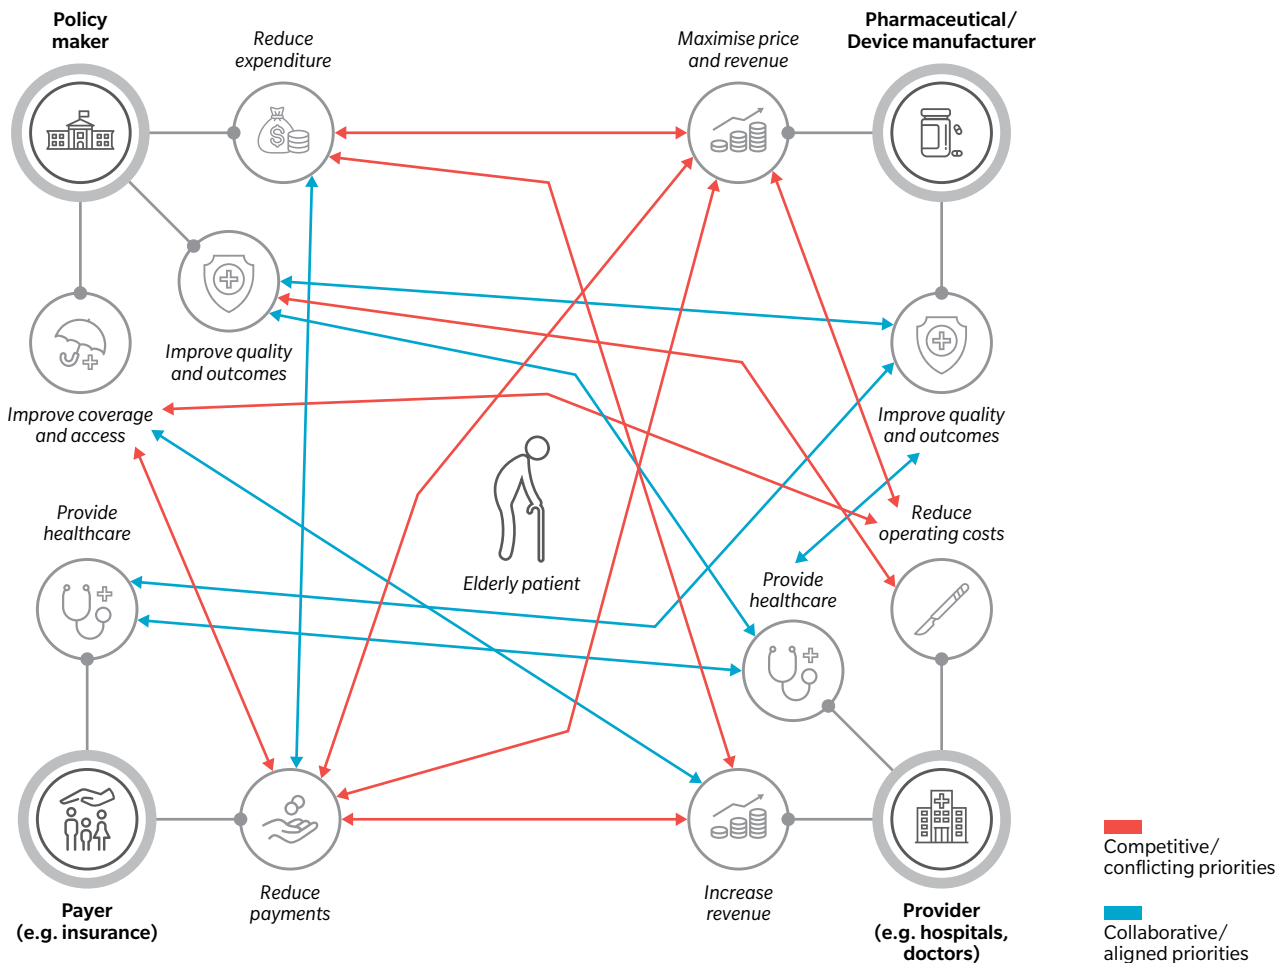 Policy
maker
Reduce
expenditure
Maximise price
and revenue
Pharmaceutical/
Device manufacturer
$
Improve quality
and outcomes
Improve coverage
and access
Improve quality
and outcomes
Provide
healthcare
Reduce
operating costs
Elderly patient
Provide
healthcare
Reduce
payments
Increase
revenue
Payer
(e.g. insurance)
Provider
(e.g. hospitals,
doctors)
Competitive/
conflicting priorities
Collaborative/
aligned priorities